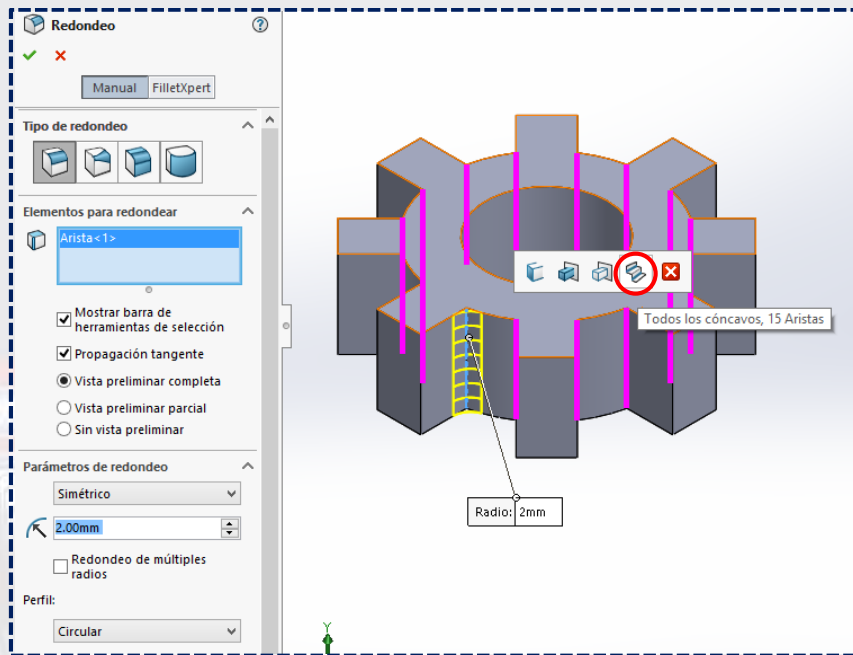 Redondeo
Manual FilletXpert
Tipo de redondeo
Elementos para redondear
Arista<1>
Mostrar barra de
herramientas de selección
Propagación tangente
Vista preliminar completa
Vista preliminar parcial
Sin vista preliminar
Parámetros de redondeo
Simétrico
2.00mm
Redondeo de múltiples
radios
Perfil:
Circular
Todos los cóncavos, 15 Aristas
Radio: 2mm
Y